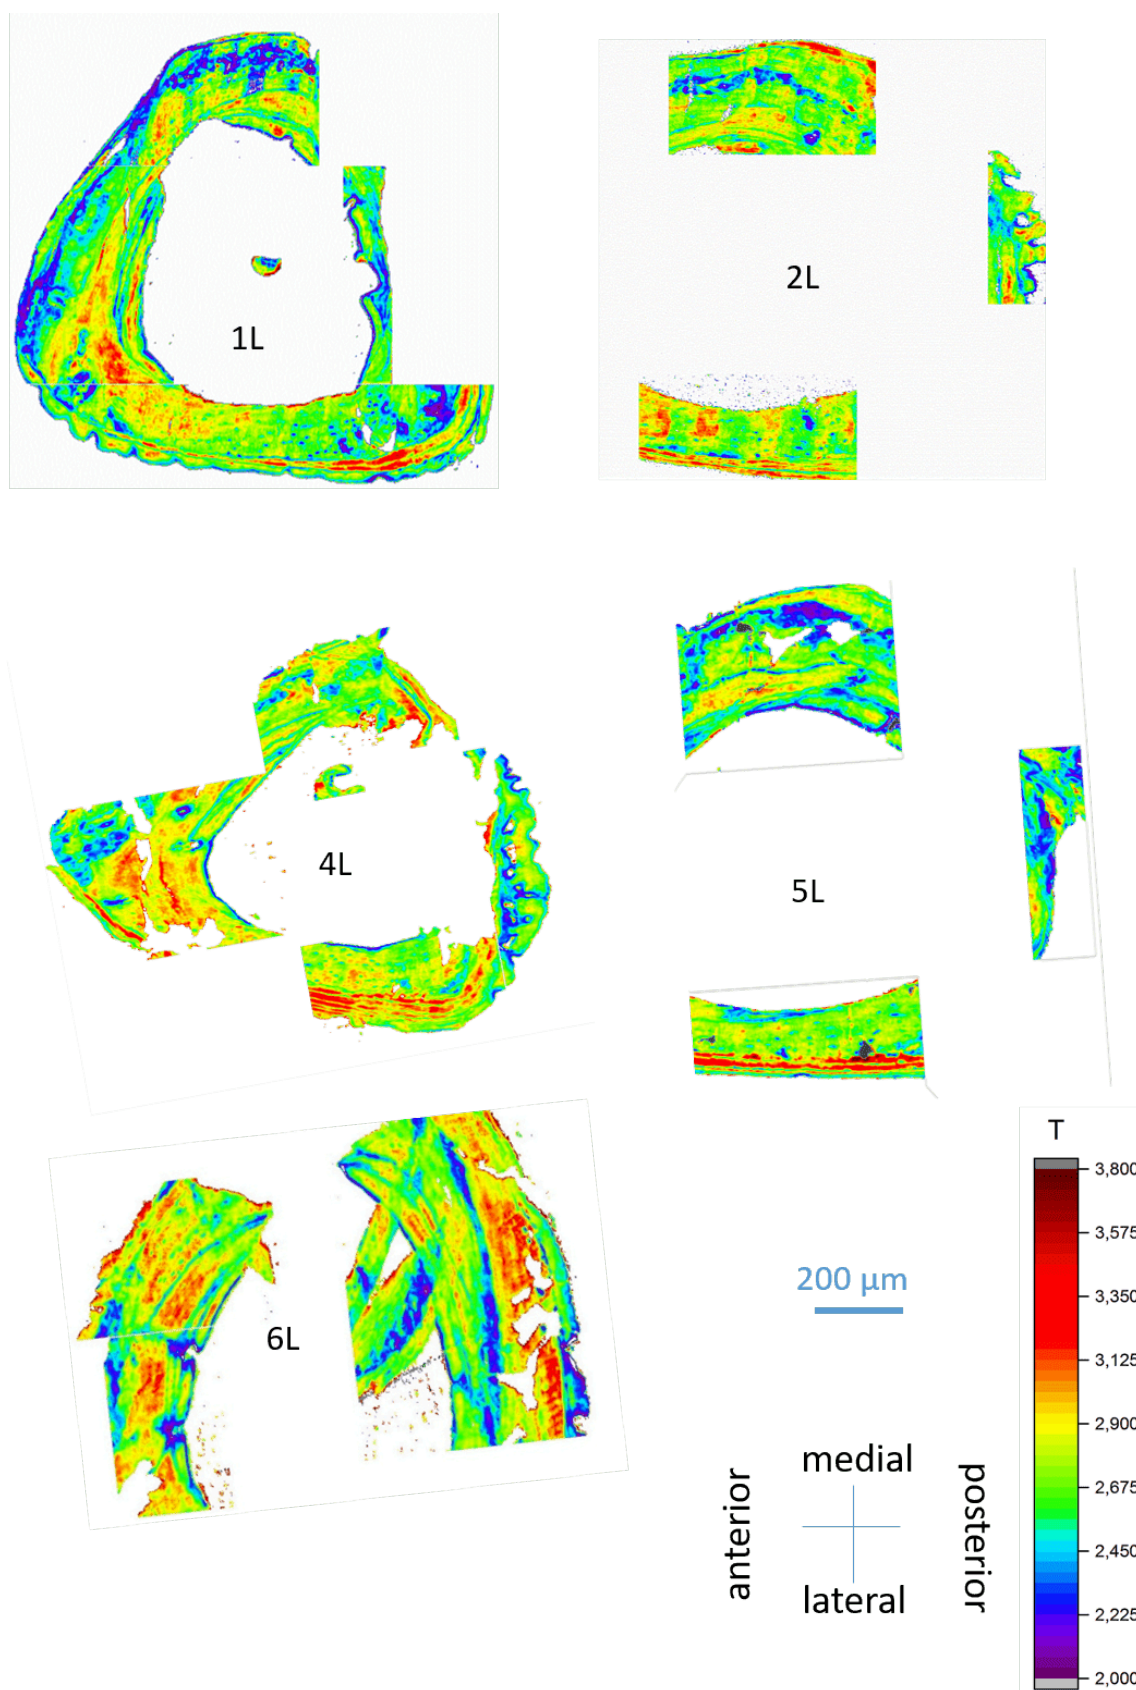 1L
2L
4L
5L
6L
T
3,800
3,575
3,350
3,125
2,900
2,675
2,450
2,225
2,000
200 µm
medial
anterior
posterior
lateral